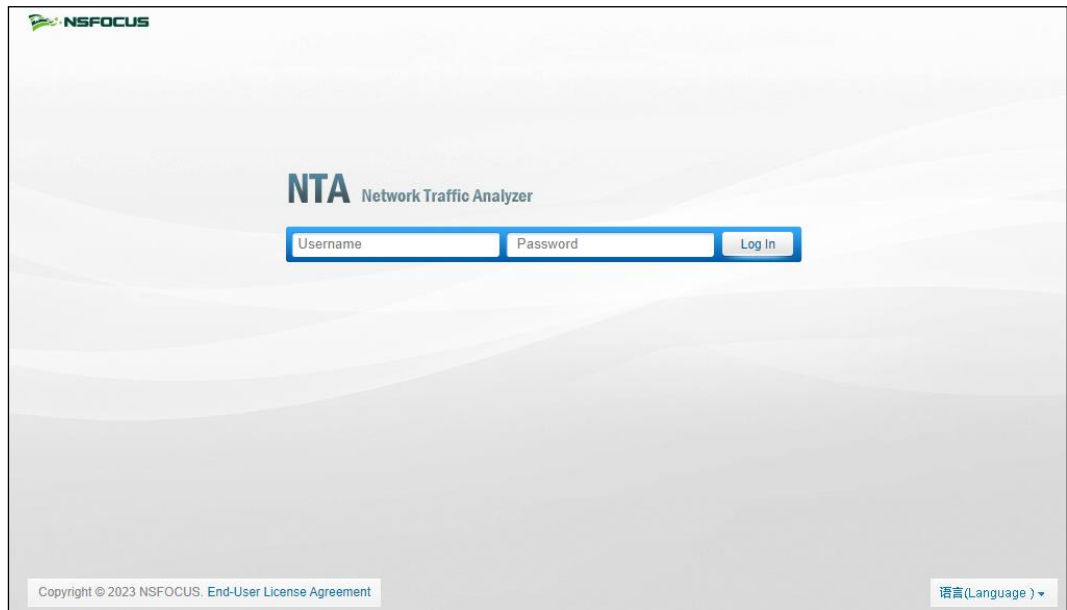 NSFOCUS
NTA Network Traffic Analyzer
Username Password Log In
Copyright © 2023 NSFOCUS. End-User License Agreement 语言(Language )